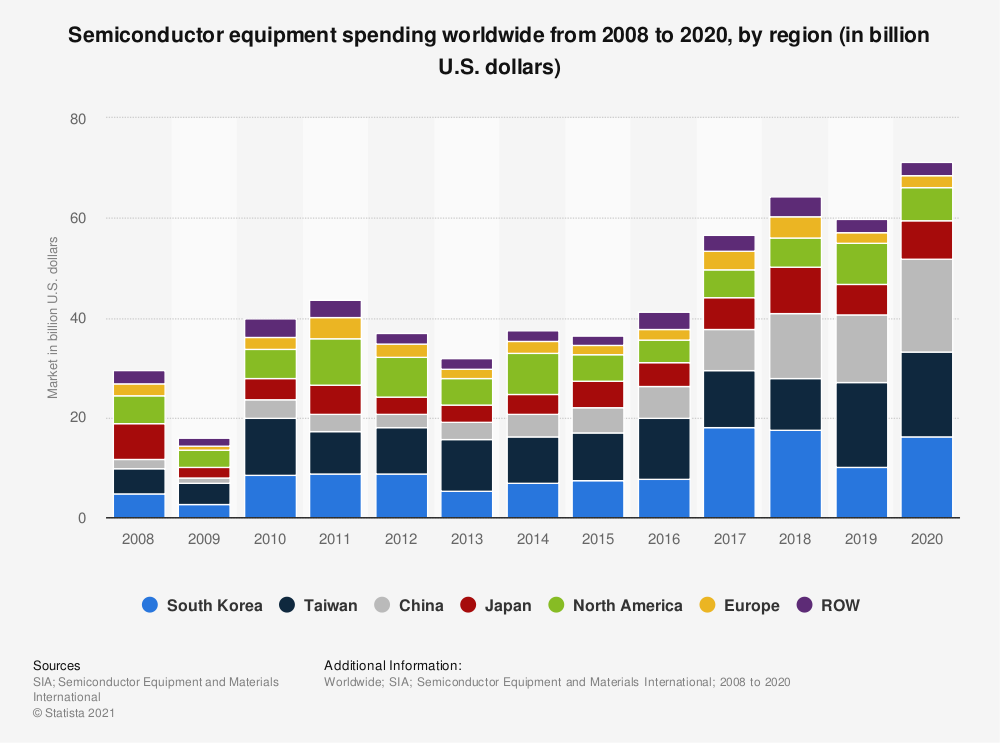 Semiconductor equipment spending worldwide from 2008 to 2020, by region (in billion
U.S. dollars)
Market in billion U.S. dollars
80
60
40
20
0
2008 2009 2010 2011 2012 2013 2014 2015 2016 2017 2018 2019 2020
South Korea Taiwan China Japan North America Europe ROW
Sources
SIA; Semiconductor Equipment and Materials
International
© Statista 2021
Additional Information:
Worldwide; SIA; Semiconductor Equipment and Materials International; 2008 to 2020